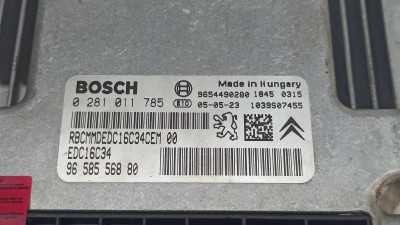 BOSCH
Made in Hungary
9654490280 1845 0315
0 281 011 785
B10 05-05-23 1039S07455
RBCMMDEDC16C34CEM 00
-EDC16C34
96 585 568 80